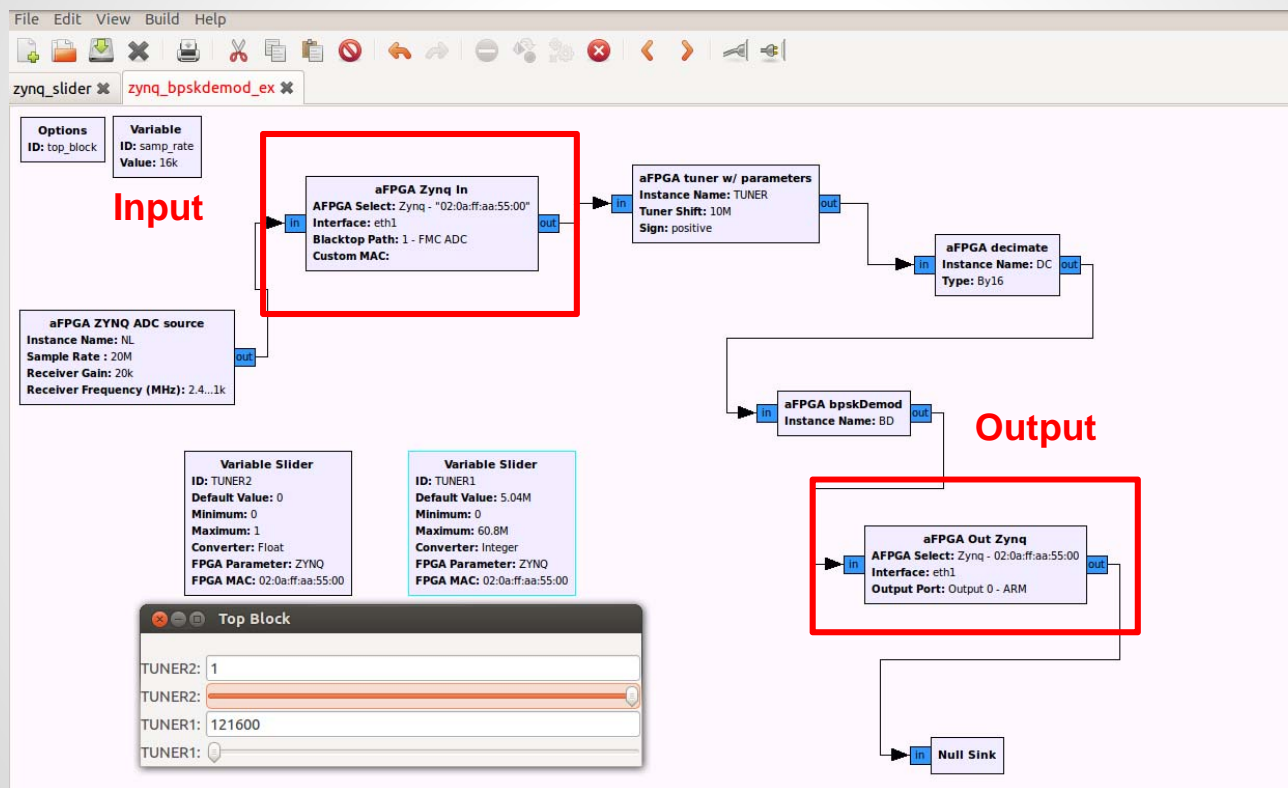 File Edit View Build Help
zynq_slider
zynq_bpskdemod_ex
Options
ID: top_block
Variable
ID: samp_rate
Value: 16k
Input
aFPGA Zynq In
AFPGA Select: Zynq - "02:0a:ff:aa:55:00"
Interface: eth1
Blacktop Path: 1 - FMC ADC
Custom MAC:
in
out
aFPGA tuner w/ parameters
Instance Name: TUNER
Tuner Shift: 10M
Sign: positive
in
out
aFPGA decimate
Instance Name: DC
Type: By16
in
out
aFPGA ZYNQ ADC source
Instance Name: NL
Sample Rate : 20M
Receiver Gain: 20k
Receiver Frequency (MHz): 2.4...1k
out
aFPGA bpskDemod
Instance Name: BD
in
out
Output
Variable Slider
ID: TUNER2
Default Value: 0
Minimum: 0
Maximum: 1
Converter: Float
FPGA Parameter: ZYNQ
FPGA MAC: 02:0a:ff:aa:55:00
Variable Slider
ID: TUNER1
Default Value: 5.04M
Minimum: 0
Maximum: 60.8M
Converter: Integer
FPGA Parameter: ZYNQ
FPGA MAC: 02:0a:ff:aa:55:00
aFPGA Out Zynq
AFPGA Select: Zynq - 02:0a:ff:aa:55:00
Interface: eth1
Output Port: Output 0 - ARM
in
out
Top Block
TUNER2: 1
TUNER2:
TUNER1: 121600
TUNER1:
in
Null Sink